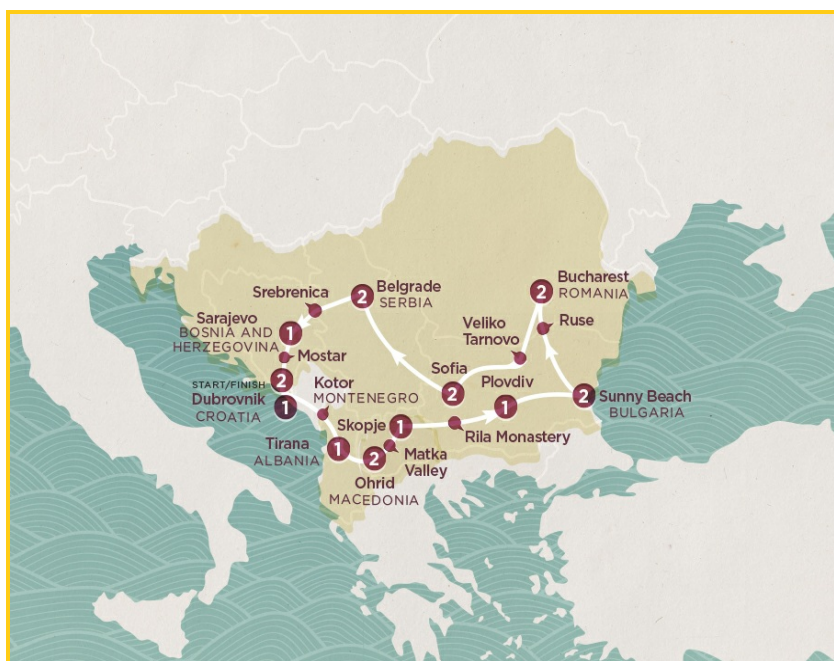 Belgrade
SERBIA
2
Srebrenica
Bucharest
ROMANIA
2
Sarajevo
BOSNIA AND
HERZEGOVINA
1
Ruse
Veliko
Tarnovo
Mostar
START/FINISH
Dubrovnik
CROATIA
2
1
Kotor
MONTENEGRO
Sofia
2
Plovdiv
1
Sunny Beach
BULGARIA
2
Skopje
1
Rila Monastery
Tirana
ALBANIA
1
Matka
Valley
2
Ohrid
MACEDONIA